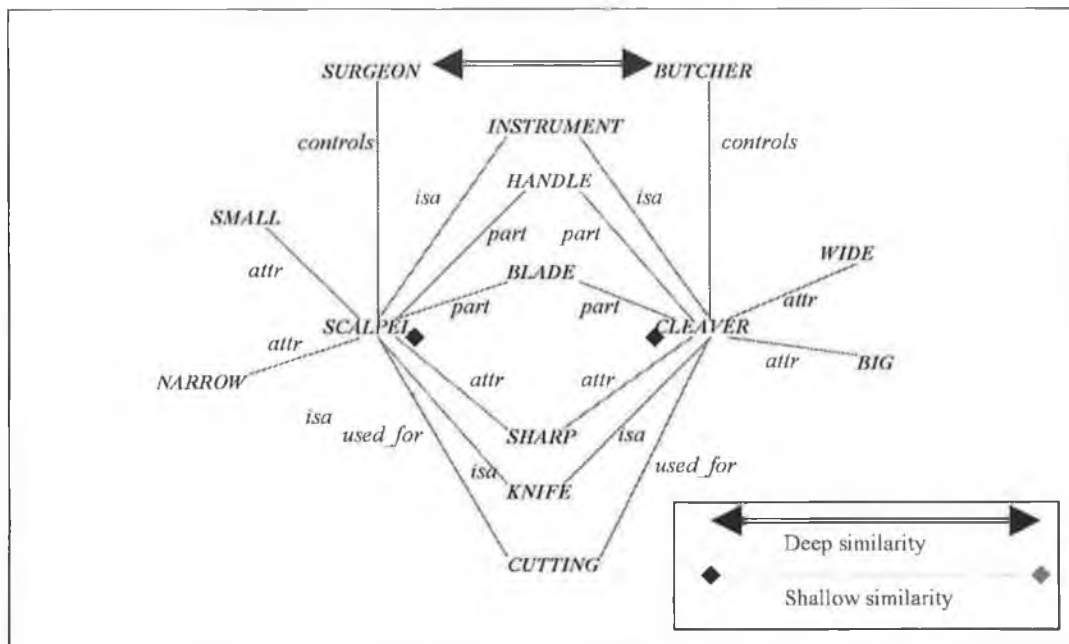 SURGEON BUTCHER
INSTRUMENT
controls controls
HANDLE
isa isa
SMALL
part part
WIDE
BLADE
attr
attr
part part
SCALPEL CLEAVER
attr
attr BIG
NARROW
attr attr
isa
used_for SHARP isa
isa used_for
KNIFE
Deep similarity
CUTTING
Shallow similarity